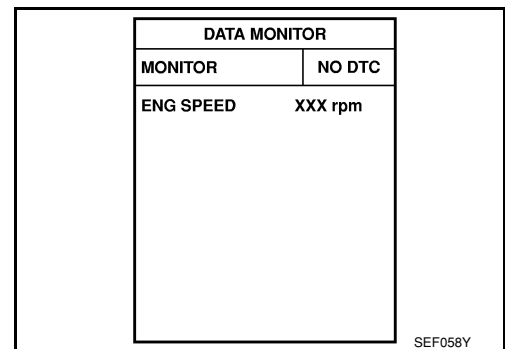 DATA MONITOR
MONITOR NO DTC
ENG SPEED XXX rpm
SEF058Y